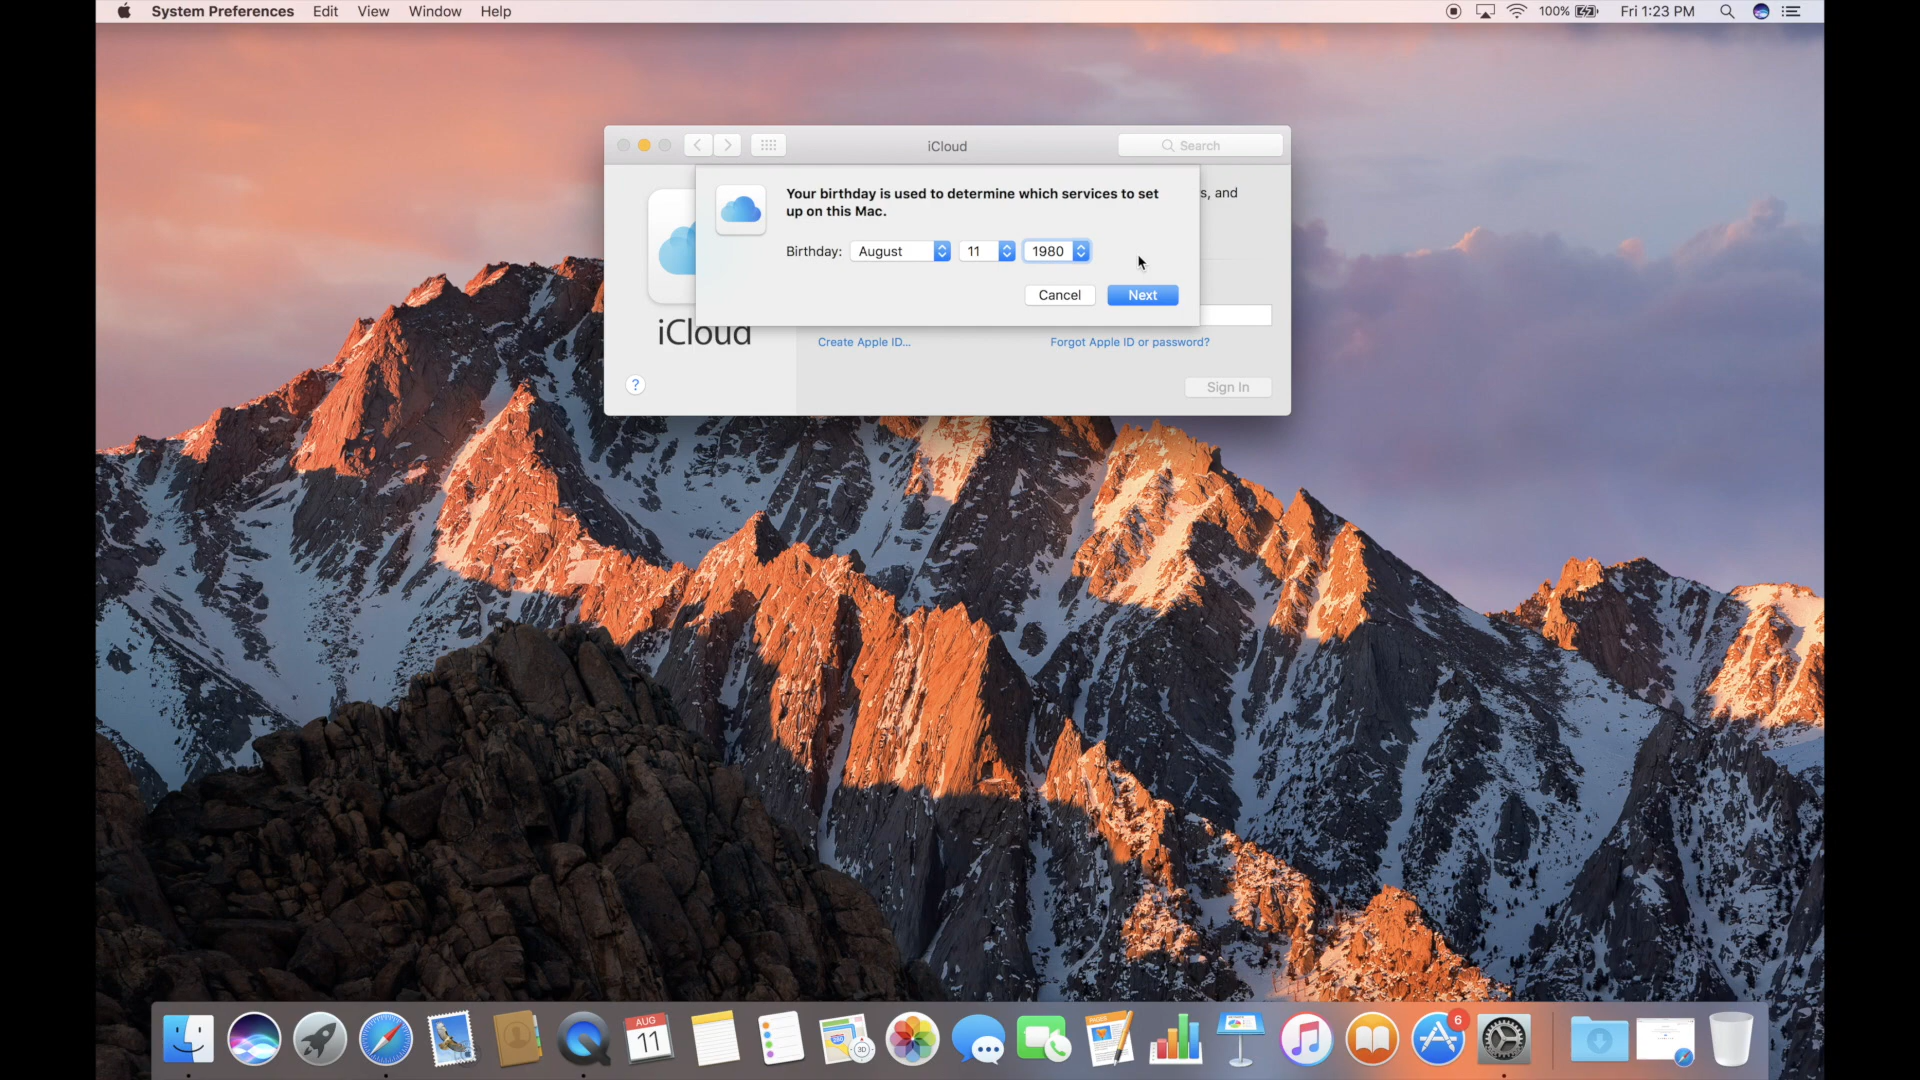 System Preferences Edit View Window Help 100% Fri 1:23 PM
iCloud Search
Your birthday is used to determine which services to set
up on this Mac.
s, and
Birthday: August 11 1980
Cancel Next
iCloud
Create Apple ID... Forgot Apple ID or password?
?
Sign In
AUG
11
3D
PAGES
6